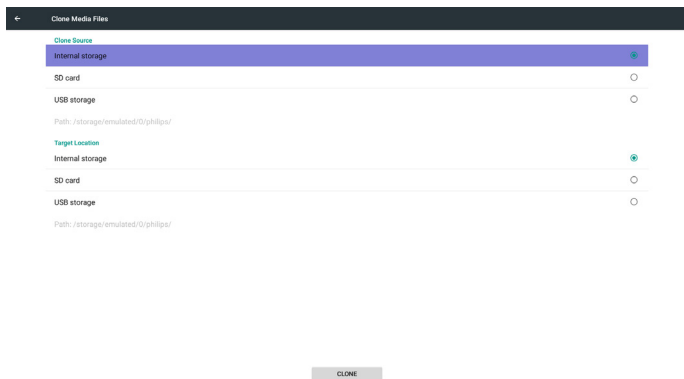 Clone Media Files
Clone Source
Internal storage
SD card
USB storage
Path: /storage/emulated/0/philips/
Target Location
Internal storage
SD card
USB storage
Path: /storage/emulated/0/philips/
CLONE